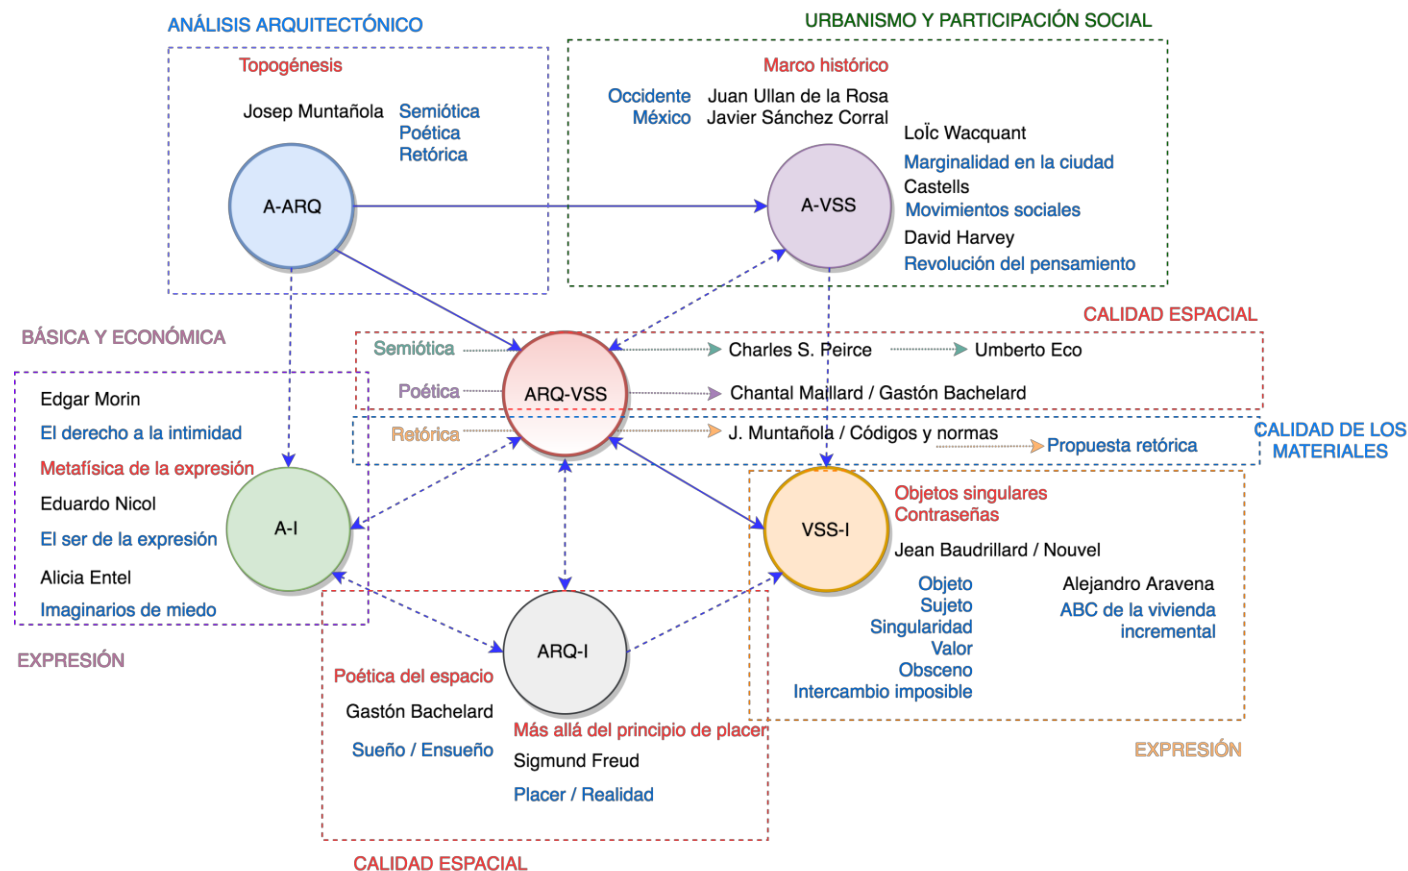 ANÁLISIS ARQUITECTÓNICO
Topogénesis
Josep Muntañola
Semiótica
Poética
Retórica
A-ARQ
URBANISMO Y PARTICIPACIÓN SOCIAL
Marco histórico
Occidente Juan Ullan de la Rosa
México Javier Sánchez Corral
LoÏc Wacquant
Marginalidad en la ciudad
Castells
Movimientos sociales
David Harvey
Revolución del pensamiento
A-VSS
CALIDAD ESPACIAL
Semiótica Charles S. Peirce Umberto Eco
Poética Chantal Maillard / Gastón Bachelard
ARQ-VSS
Retórica J. Muntañola / Códigos y normas
Propuesta retórica
CALIDAD DE LOS
MATERIALES
BÁSICA Y ECONÓMICA
Edgar Morin
El derecho a la intimidad
Metafísica de la expresión
Eduardo Nicol
El ser de la expresión
Alicia Entel
Imaginarios de miedo
A-I
EXPRESIÓN
VSS-I
Objetos singulares
Contraseñas
Jean Baudrillard / Nouvel
Objeto
Sujeto
Singularidad
Valor
Obsceno
Intercambio imposible
Alejandro Aravena
ABC de la vivienda
incremental
EXPRESIÓN
ARQ-I
Poética del espacio
Gastón Bachelard
Sueño / Ensueño
Más allá del principio de placer
Sigmund Freud
Placer / Realidad
CALIDAD ESPACIAL